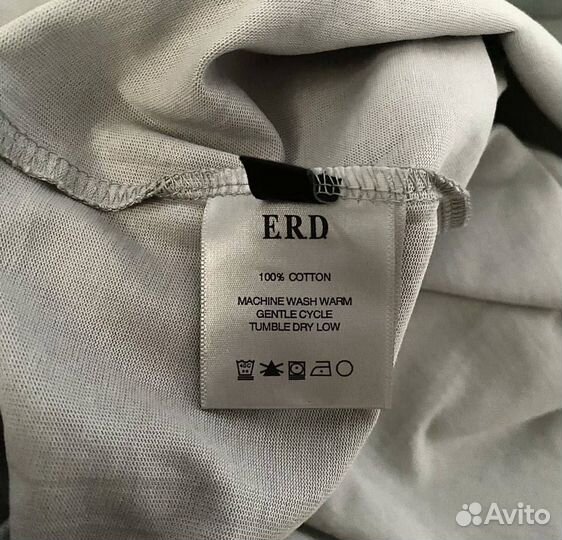 ERD
100% COTTON
MACHINE WASH WARM
GENTLE CYCLE
TUMBLE DRY LOW
Avito